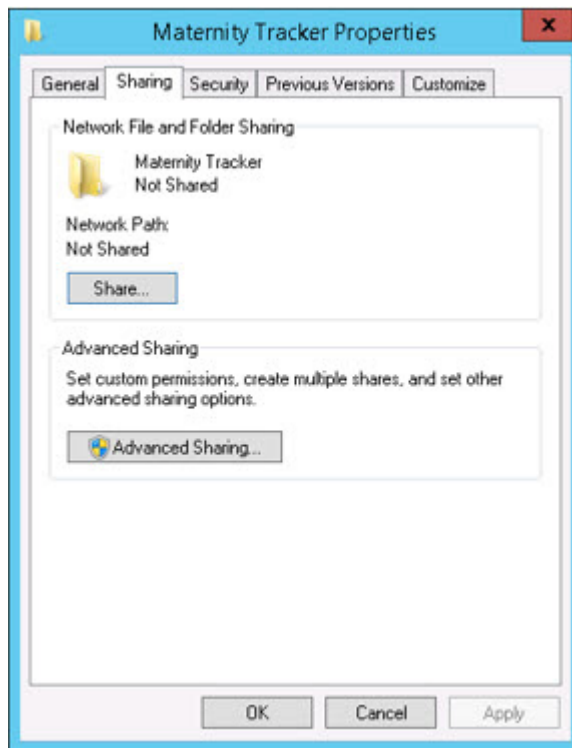 Maternity Tracker Properties
x
General Sharing Security Previous Versions Customize
Network File and Folder Sharing
Maternity Tracker
Not Shared
Network Path:
Not Shared
Share...
Advanced Sharing
Set custom permissions, create multiple shares, and set other
advanced sharing options.
Advanced Sharing...
OK Cancel Apply